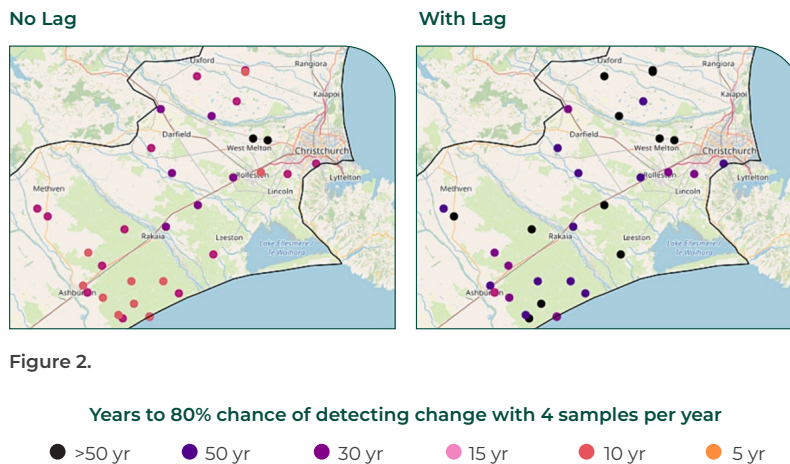 No Lag
With Lag
Oxford
Rangiora
Kaiapoi
Darfield
West Melton
Christchurch
Rolleston
Lyttelton
Lincoln
Methven
Rakaia
Leeston
Lake Ellesmere/
Te Waihora
Ashburton
Oxford
Rangiora
Kaiapoi
Darfield
West Melton
Christchurch
Rolleston
Lyttelton
Lincoln
Methven
Rakaia
Leeston
Lake Ellesmere/
Te Waihora
Ashburton
Figure 2.
Years to 80% chance of detecting change with 4 samples per year
>50 yr 50 yr 30 yr 15 yr 10 yr 5 yr